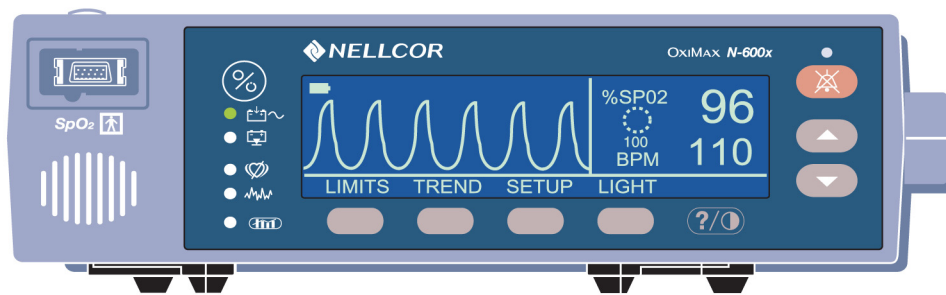 NELLCOR
OxiMax N-600x
%SP02
96
100
BPM
110
SpO2
LIMITS TREND SETUP LIGHT
?/